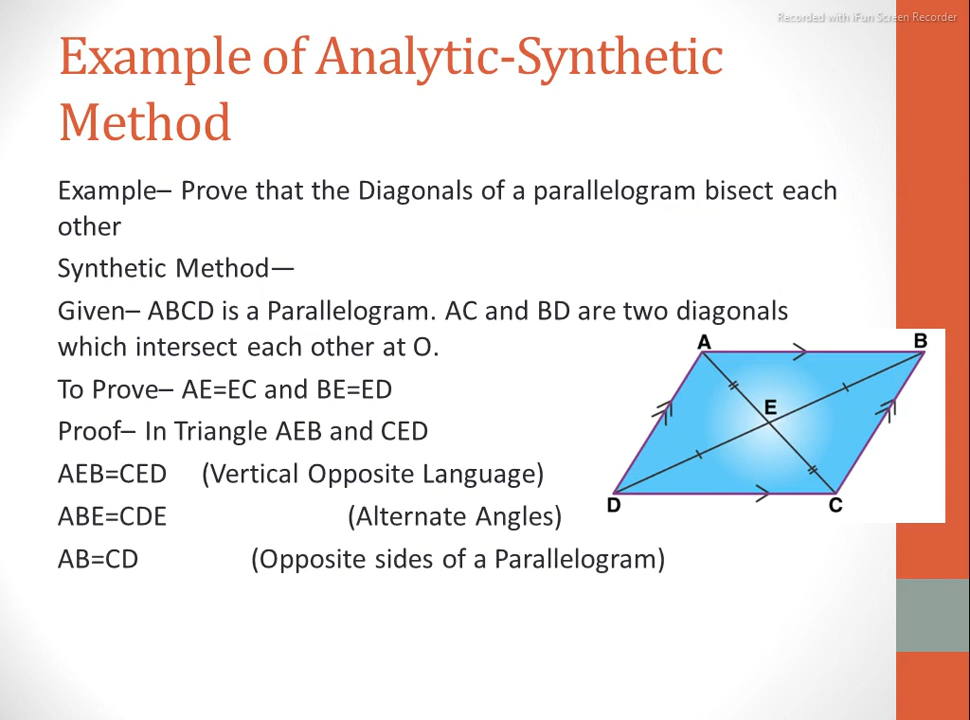 Recorded with iFun Screen Recorder
Example of Analytic-Synthetic
Method
Example– Prove that the Diagonals of a parallelogram bisect each
other
Synthetic Method—
Given– ABCD is a Parallelogram. AC and BD are two diagonals
which intersect each other at O.
A
B
To Prove– AE=EC and BE=ED
E
Proof– In Triangle AEB and CED
AEB=CED (Vertical Opposite Language)
D
C
ABE=CDE (Alternate Angles)
AB=CD (Opposite sides of a Parallelogram)